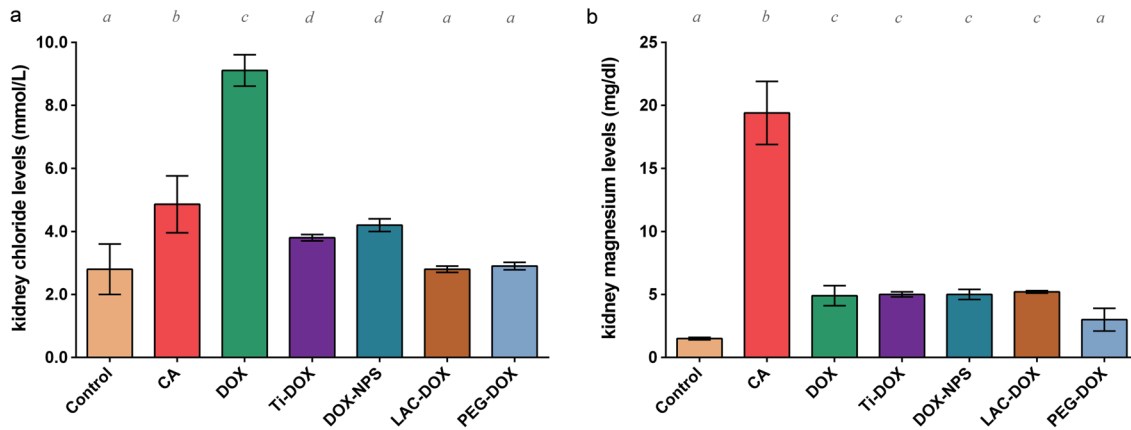 a
a b c d d a a
kidney chloride levels (mmol/L)
10.0
8.0
6.0
4.0
2.0
0.0
Control CA DOX Ti-DOX DOX-NPS LAC-DOX PEG-DOX
b
a b c c c c a
kidney magnesium levels (mg/dl)
25
20
15
10
5
0
Control CA DOX Ti-DOX DOX-NPS LAC-DOX PEG-DOX